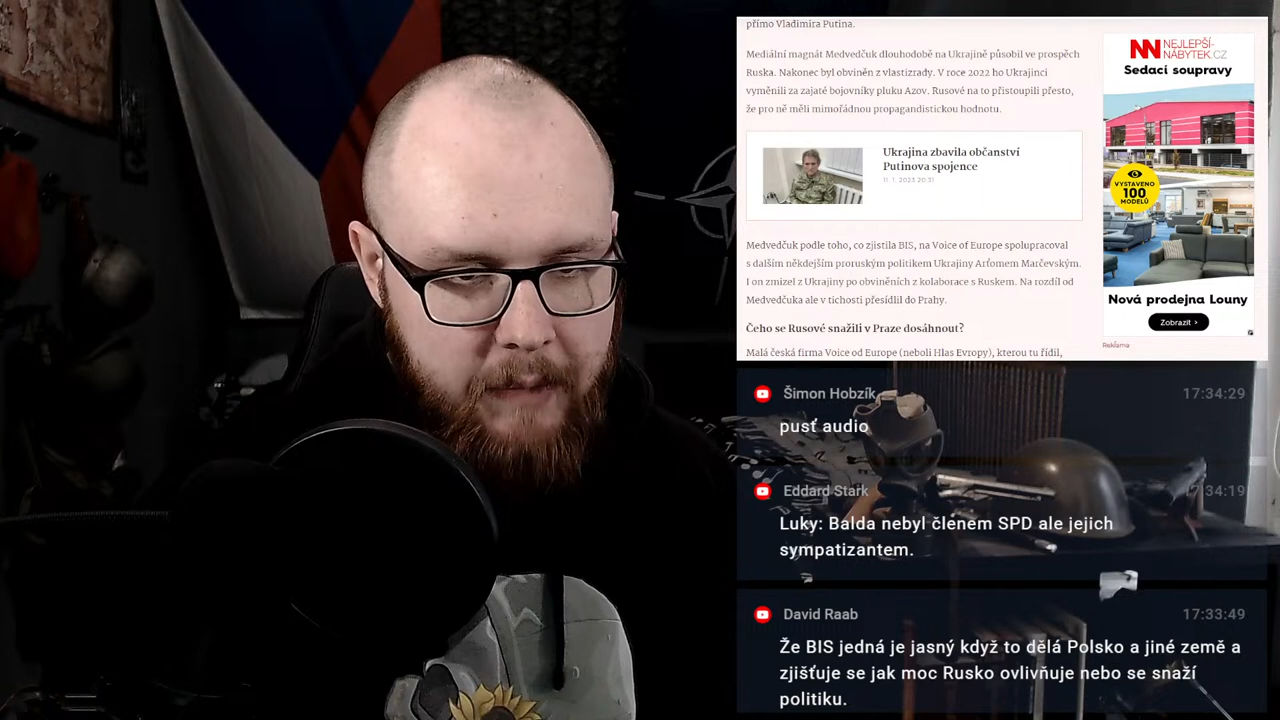 přímo Vladimira Putina.
Mediální magnát Medvedčuk dlouhodobě na Ukrajině působil ve prospěch
Ruska. Nakonec byl obviněn z vlastizrady. V roce 2022 ho Ukrajinci
vyměnili za zajaté bojovníky pluku Azov. Rusové na to přistoupili přesto,
že pro ně měli mimořádnou propagandistickou hodnotu.
Ukrajina zbavila občanství
Putinova spojence
11. 1. 2023 20:31
Medvedčuk podle toho, co zjistila BIS, na Voice of Europe spolupracoval
s dalším někdejším proruským politikem Ukrajiny Arťomem Marčevským.
I on zmizel z Ukrajiny po obviněních z kolaborace s Ruskem. Na rozdíl od
Medvedčuka ale v tichosti přesídlil do Prahy.
Čeho se Rusové snažili v Praze dosáhnout?
Malá česká firma Voice od Europe (neboli Hlas Evropy), kterou tu řídil,
NN NEJLEPŠÍ-
NÁBYTEK.CZ
Sedací soupravy
VYSTAVENO
100
MODELŮ
Nová prodejna Louny
Zobrazit >
Reklama
Šimon Hobzík 17:34:29
pusť audio
Eddard Stark 17:34:19
Luky: Balda nebyl členem SPD ale jejich
sympatizantem.
David Raab 17:33:49
Že BIS jedná je jasný když to dělá Polsko a jiné země a
zjišťuje se jak moc Rusko ovlivňuje nebo se snaží
politiku.